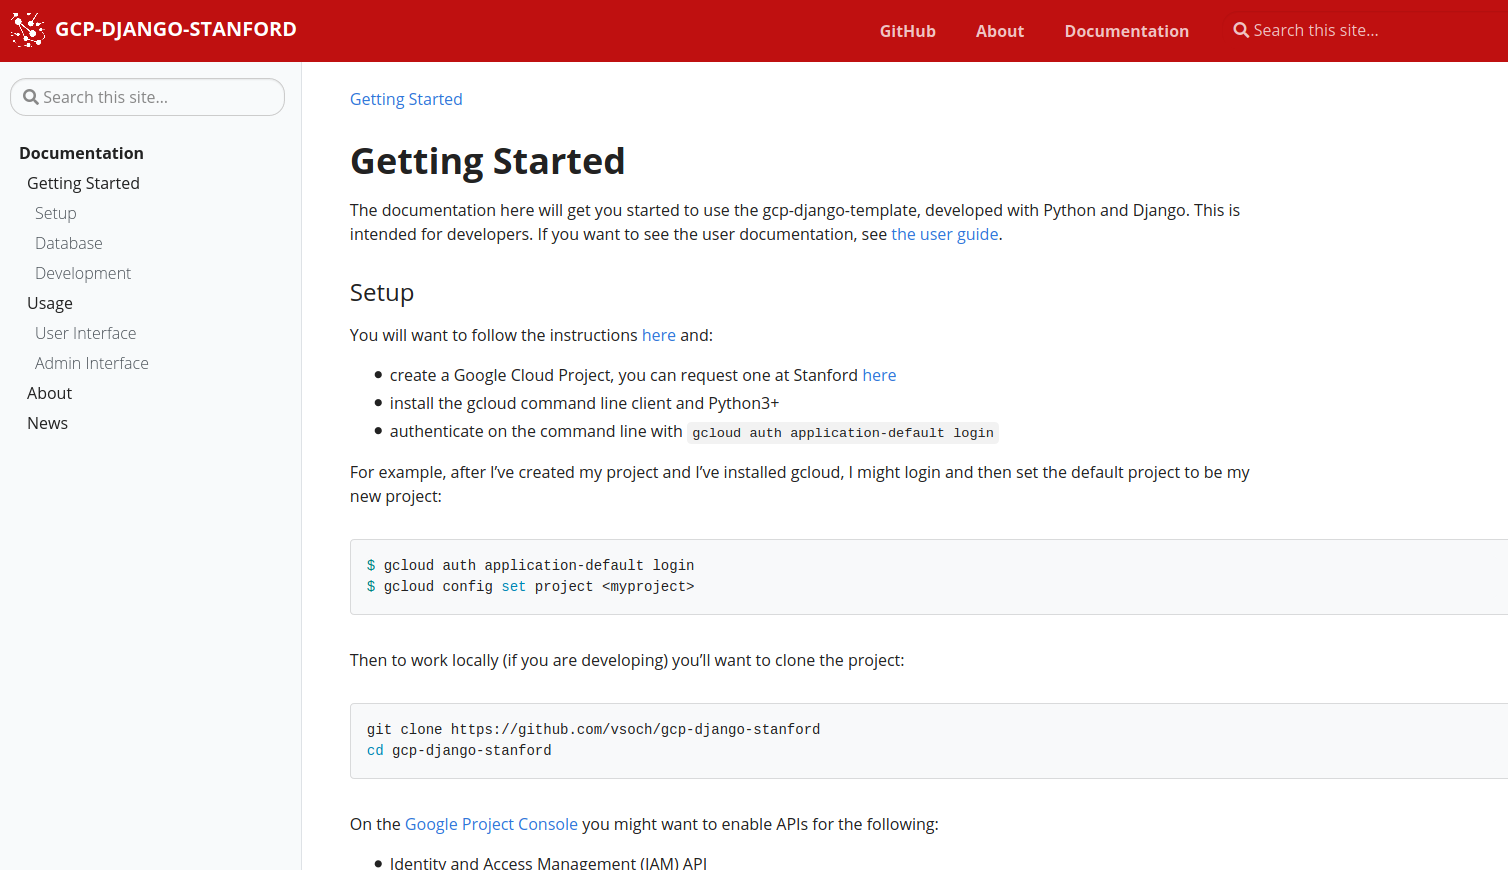 GCP-DJANGO-STANFORD
GitHub
About
Documentation
Search this site...
Search this site...
Documentation
Getting Started
Setup
Database
Development
Usage
User Interface
Admin Interface
About
News
Getting Started
Getting Started
The documentation here will get you started to use the gcp-django-template, developed with Python and Django. This is
intended for developers. If you want to see the user documentation, see the user guide.
Setup
You will want to follow the instructions here and:
create a Google Cloud Project, you can request one at Stanford here
install the gcloud command line client and Python3+
authenticate on the command line with gcloud auth application-default login
For example, after I’ve created my project and I’ve installed gcloud, I might login and then set the default project to be my
new project:
$ gcloud auth application-default login
$ gcloud config set project <myproject>
Then to work locally (if you are developing) you’ll want to clone the project:
git clone https://github.com/vsoch/gcp-django-stanford
cd gcp-django-stanford
On the Google Project Console you might want to enable APIs for the following:
Identity and Access Management (IAM) API